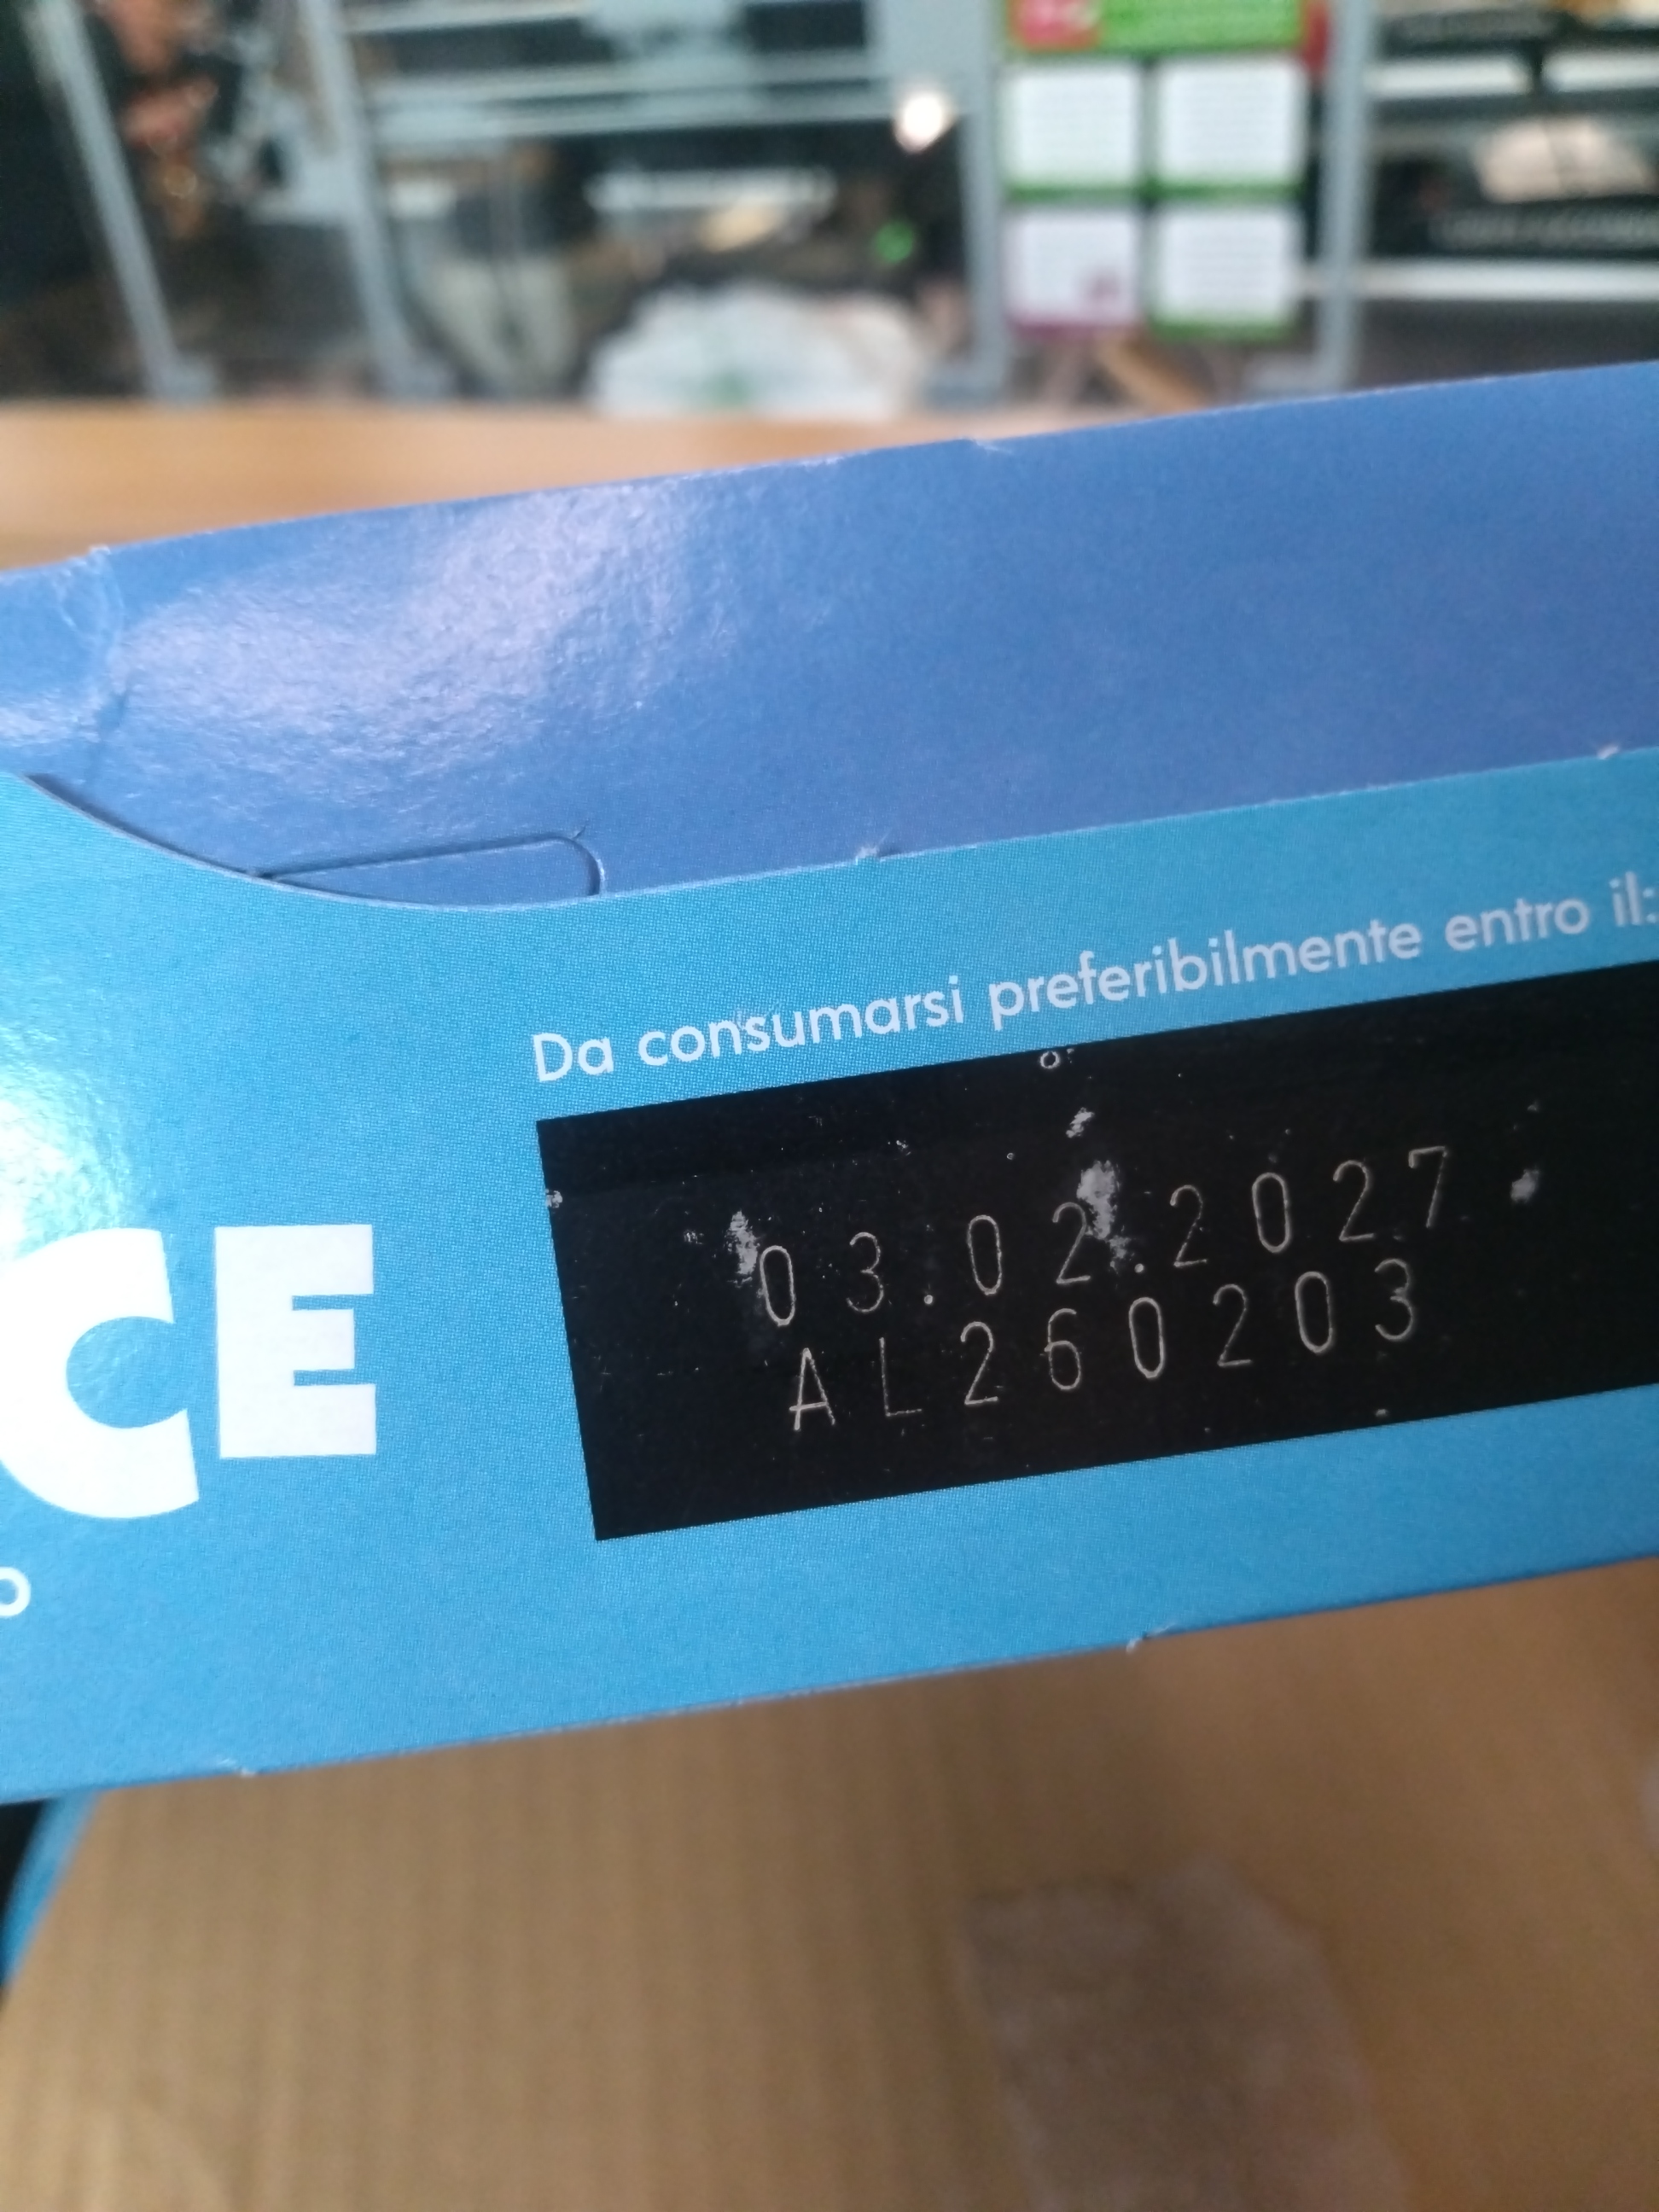 Da consumarsi preferibilmente entro il:
03.02.2027
AL260203
CE
o